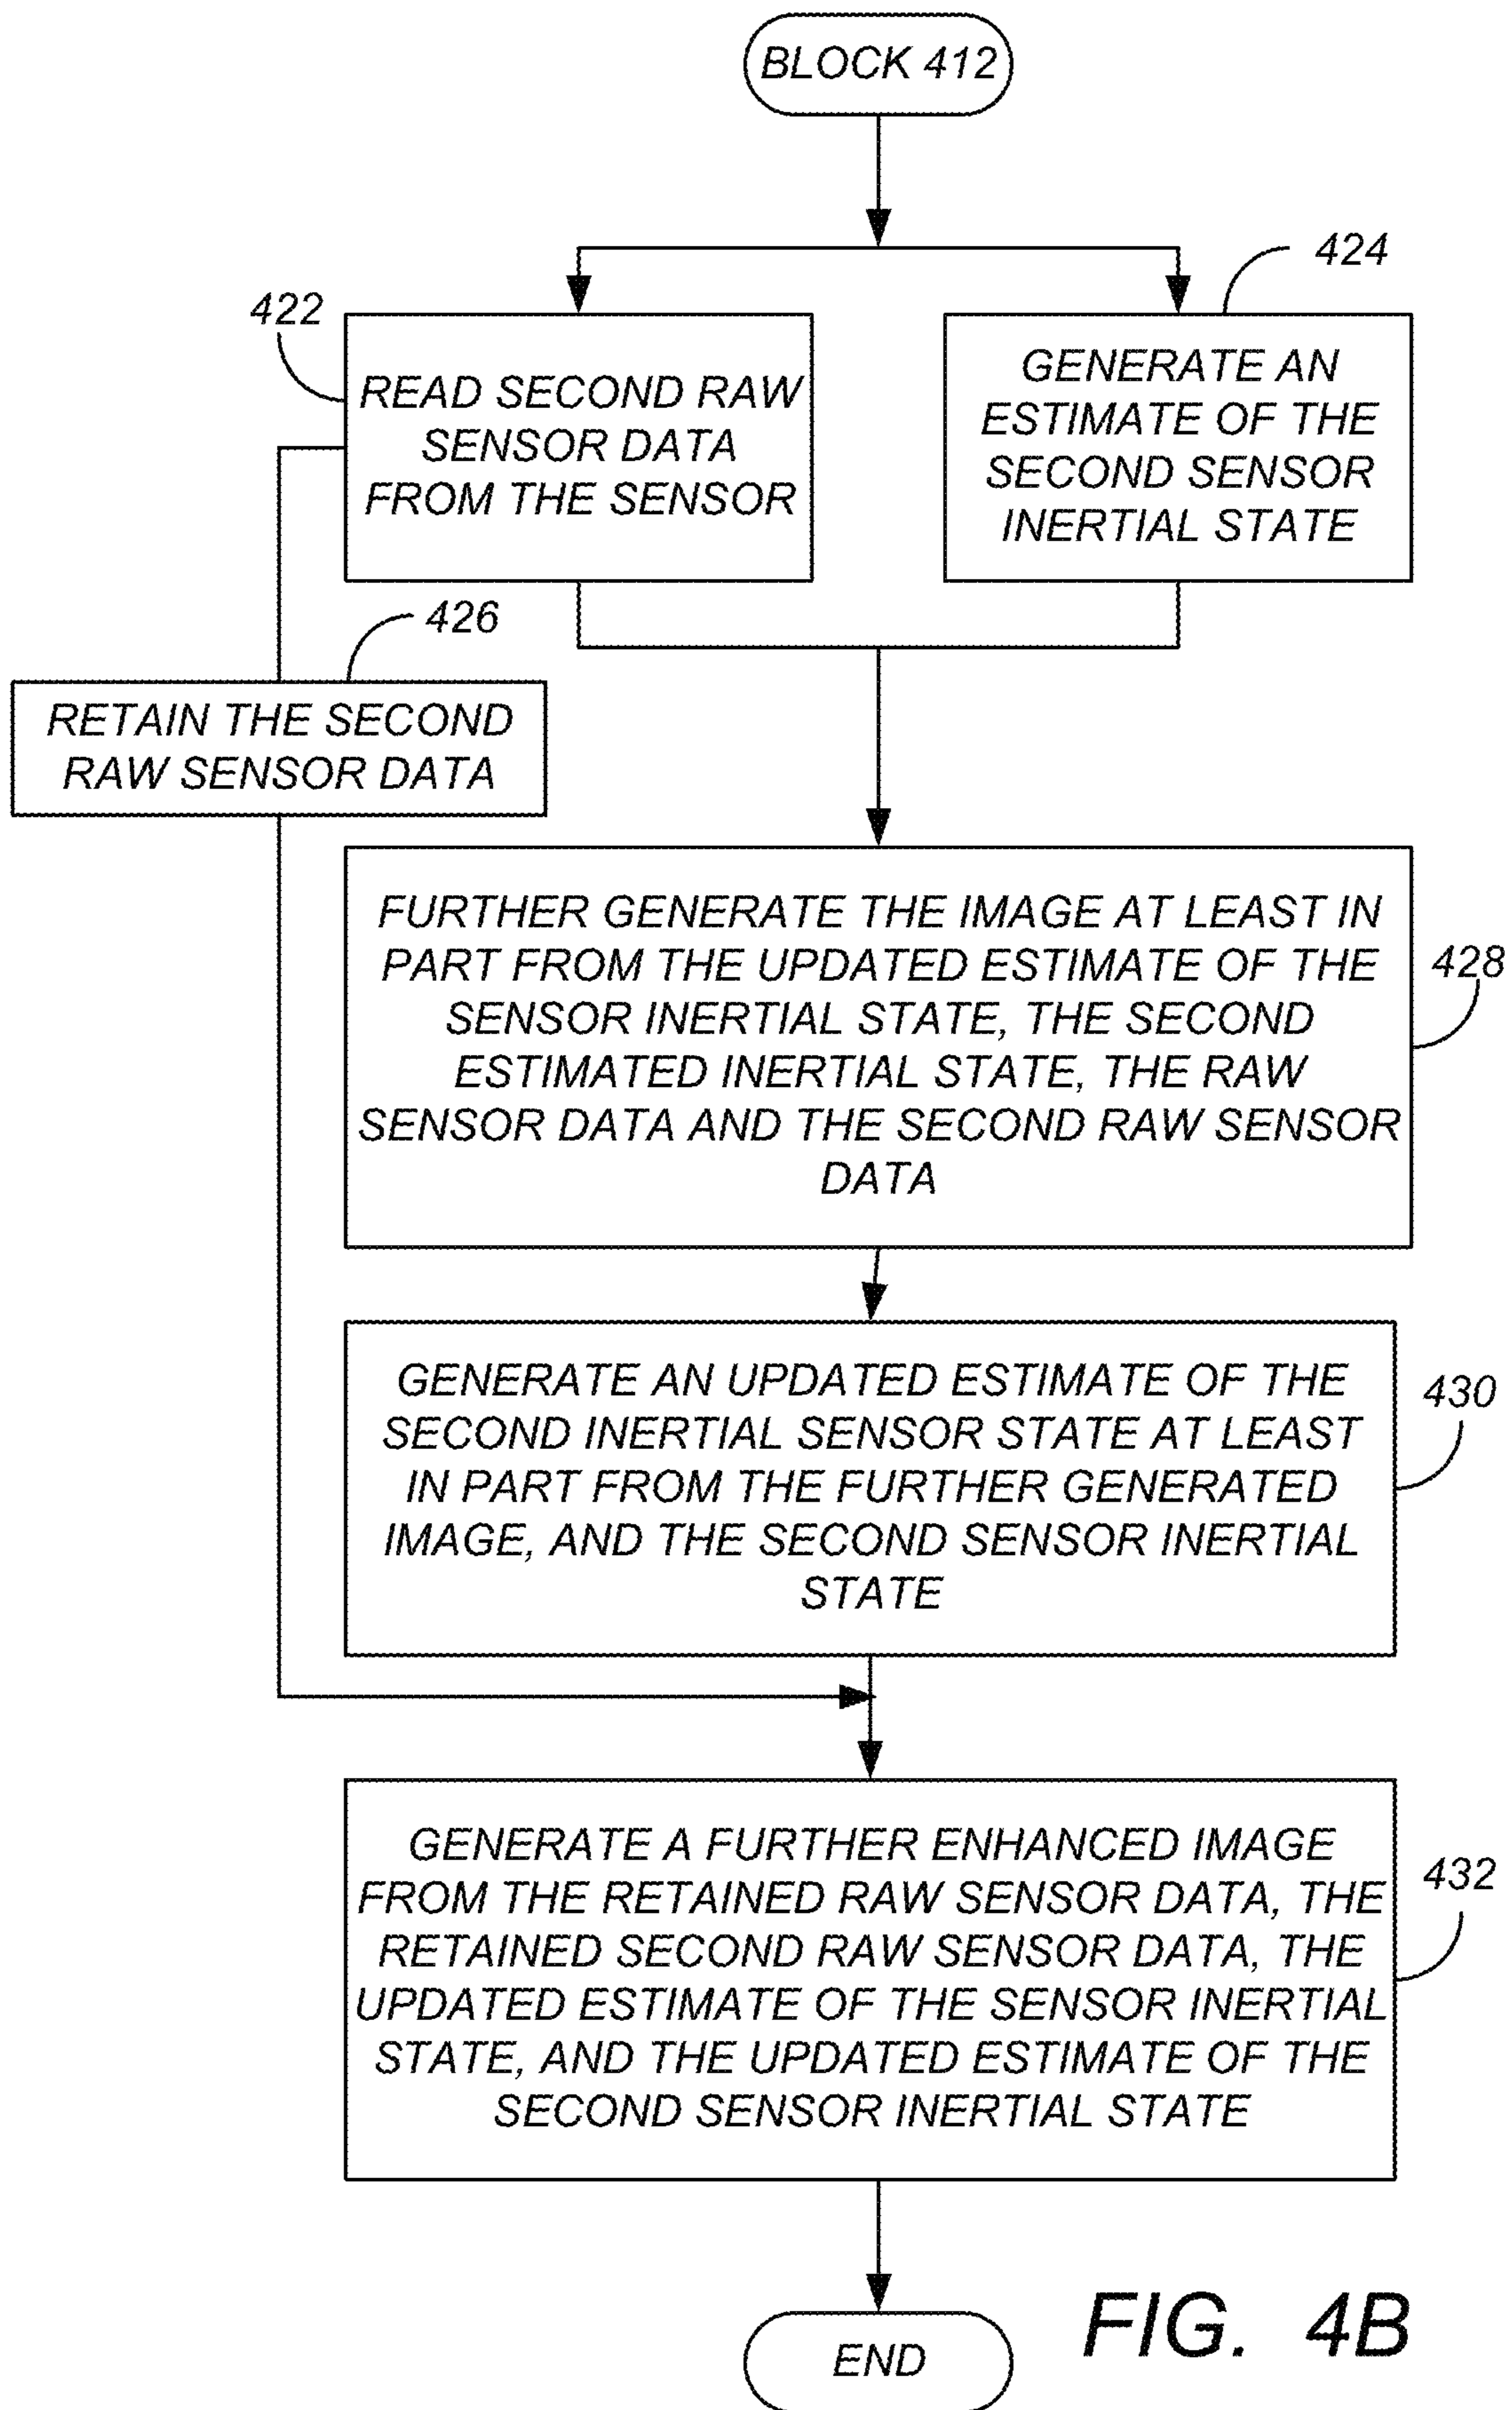 BLOCK 412
424
422
READ SECOND RAW
SENSOR DATA
FROM THE SENSOR
GENERATE AN
ESTIMATE OF THE
SECOND SENSOR
INERTIAL STATE
426
RETAIN THE SECOND
RAW SENSOR DATA
FURTHER GENERATE THE IMAGE AT LEAST IN
PART FROM THE UPDATED ESTIMATE OF THE
SENSOR INERTIAL STATE, THE SECOND
ESTIMATED INERTIAL STATE, THE RAW
SENSOR DATA AND THE SECOND RAW SENSOR
DATA
428
GENERATE AN UPDATED ESTIMATE OF THE
SECOND INERTIAL SENSOR STATE AT LEAST
IN PART FROM THE FURTHER GENERATED
IMAGE, AND THE SECOND SENSOR INERTIAL
STATE
430
GENERATE A FURTHER ENHANCED IMAGE
FROM THE RETAINED RAW SENSOR DATA, THE
RETAINED SECOND RAW SENSOR DATA, THE
UPDATED ESTIMATE OF THE SENSOR INERTIAL
STATE, AND THE UPDATED ESTIMATE OF THE
SECOND SENSOR INERTIAL STATE
432
END
FIG. 4B